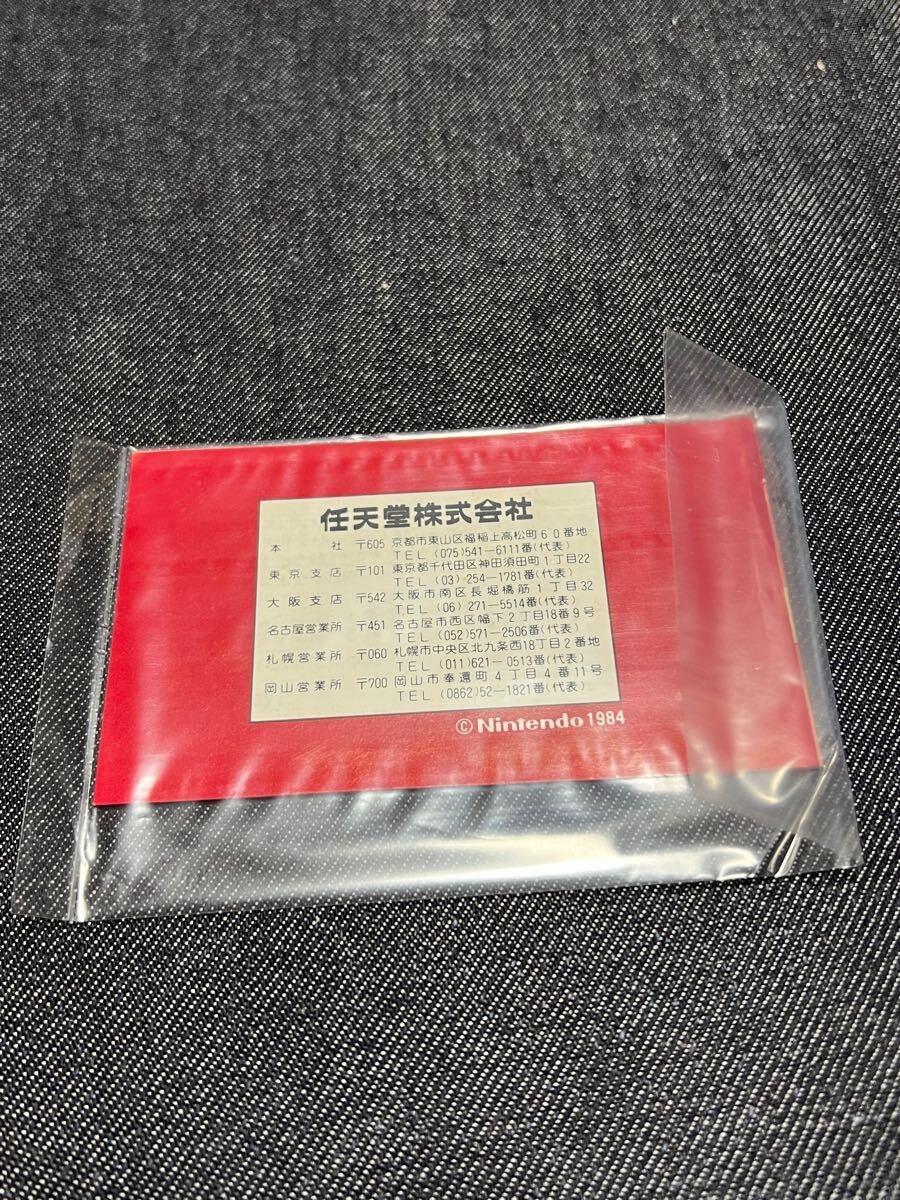 任天堂株式会社
本 社 〒605 京都市東山区福稲上高松町60番地
TEL (075)541-6111番(代表)
東京支店 〒101 東京都千代田区神田須田町1丁目22
TEL (03) 254-1781番(代表)
大阪支店 〒542 大阪市南区長堀橋筋1丁目32
TEL (06) 271-5514番(代表)
名古屋営業所 〒451 名古屋市西区幅下2丁目18番9号
TEL (052)571-2506番(代表)
札幌営業所 〒060 札幌市中央区北九条西18丁目2番地
TEL (011)621-0513番(代表)
岡山営業所 〒700 岡山市奉還町4丁目4番11号
TEL (0862)52-1821番(代表)
©Nintendo 1984